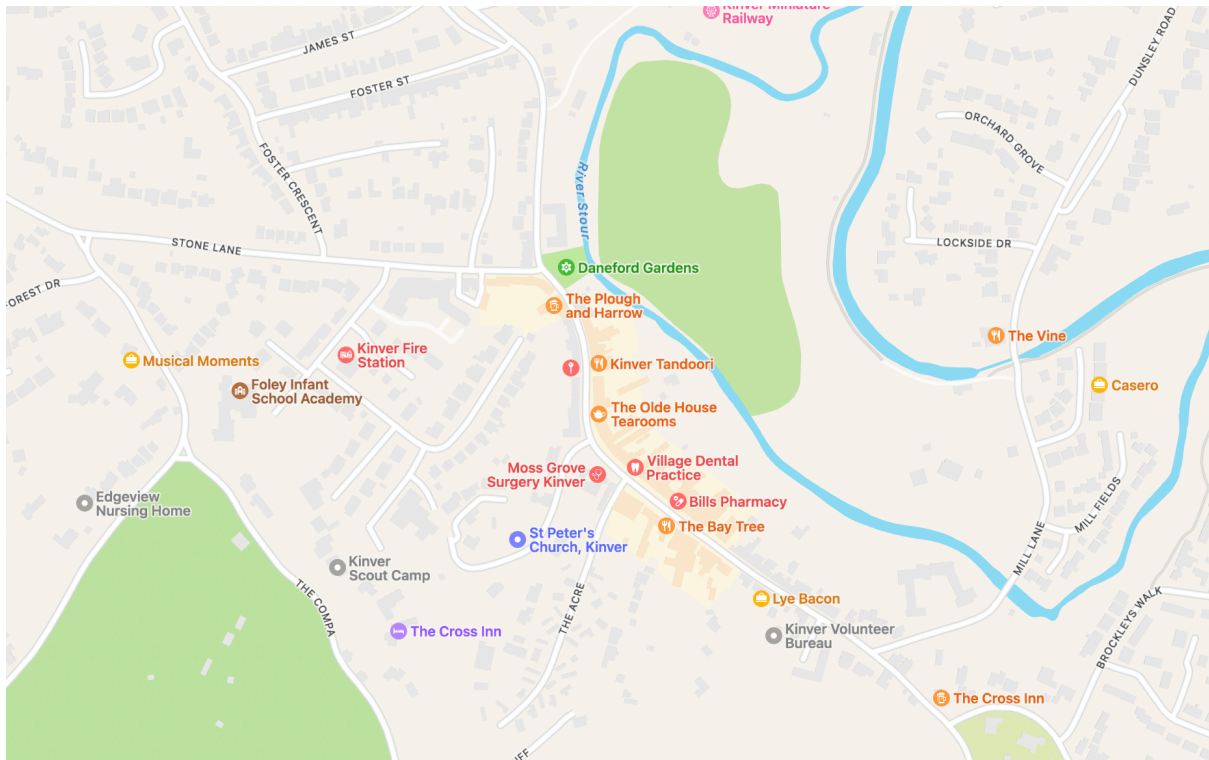 Kinver Miniature
Railway
JAMES ST
FOSTER ST
DUNSLEY ROAD
ORCHARD GROVE
FOSTER CRESCENT
River Stour
STONE LANE
LOCKSIDE DR
Daneford Gardens
FOREST DR
The Plough
and Harrow
The Vine
Kinver Fire
Station
Musical Moments
Kinver Tandoori
Foley Infant
School Academy
Casero
The Olde House
Tearooms
Moss Grove
Surgery Kinver
Village Dental
Practice
Edgeview
Nursing Home
Bills Pharmacy
MILL FIELDS
The Bay Tree
St Peter's
Church, Kinver
MILL LANE
Kinver
Scout Camp
THE COMPA
THE ACRE
Lye Bacon
BROCKLEYS WALK
The Cross Inn
Kinver Volunteer
Bureau
The Cross Inn